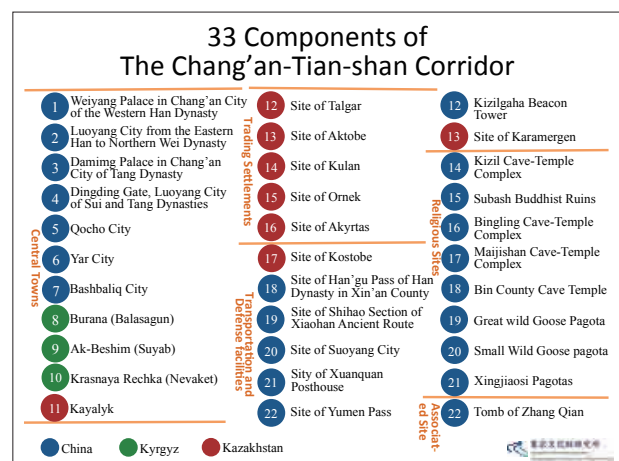 33 Components of
The Chang'an-Tian-shan Corridor
Central Towns
1
Weiyang Palace in Chang'an City
of the Western Han Dynasty
2
Luoyang City from the Eastern
Han to Northern Wei Dynasty
3
Damimg Palace in Chang'an
City of Tang Dynasty
4
Dingding Gate, Luoyang City
of Sui and Tang Dynasties
5
Qocho City
6
Yar City
7
Bashbaliq City
8
Burana (Balasagun)
9
Ak-Beshim (Suyab)
10
Krasnaya Rechka (Nevaket)
11
Kayalyk
Trading Settlements
12
Site of Talgar
13
Site of Aktobe
14
Site of Kulan
15
Site of Ornek
16
Site of Akyrtas
17
Site of Kostobe
Transportation and
Defense facilities
18
Site of Han'gu Pass of Han
Dynasty in Xin'an County
19
Site of Shihao Section of
Xiaohan Ancient Route
20
Site of Suoyang City
21
Sity of Xuanquan
Posthouse
22
Site of Yumen Pass
12
Kizilgaha Beacon
Tower
13
Site of Karamergen
Religious Sites
14
Kizil Cave-Temple
Complex
15
Subash Buddhist Ruins
16
Bingling Cave-Temple
Complex
17
Maijishan Cave-Temple
Complex
18
Bin County Cave Temple
19
Great wild Goose Pagota
20
Small Wild Goose pagota
21
Xingjiaosi Pagotas
Associat-
ed Site
22
Tomb of Zhang Qian
China
Kyrgyz
Kazakhstan